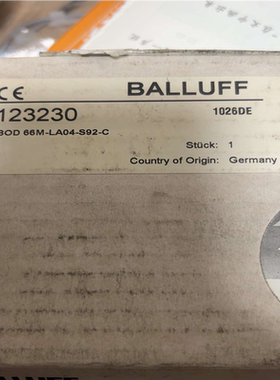 CE
BALLUFF
123230
1026DE
BOD 66M-LA04-S92-C
Stück: 1
Country of Origin: Germany